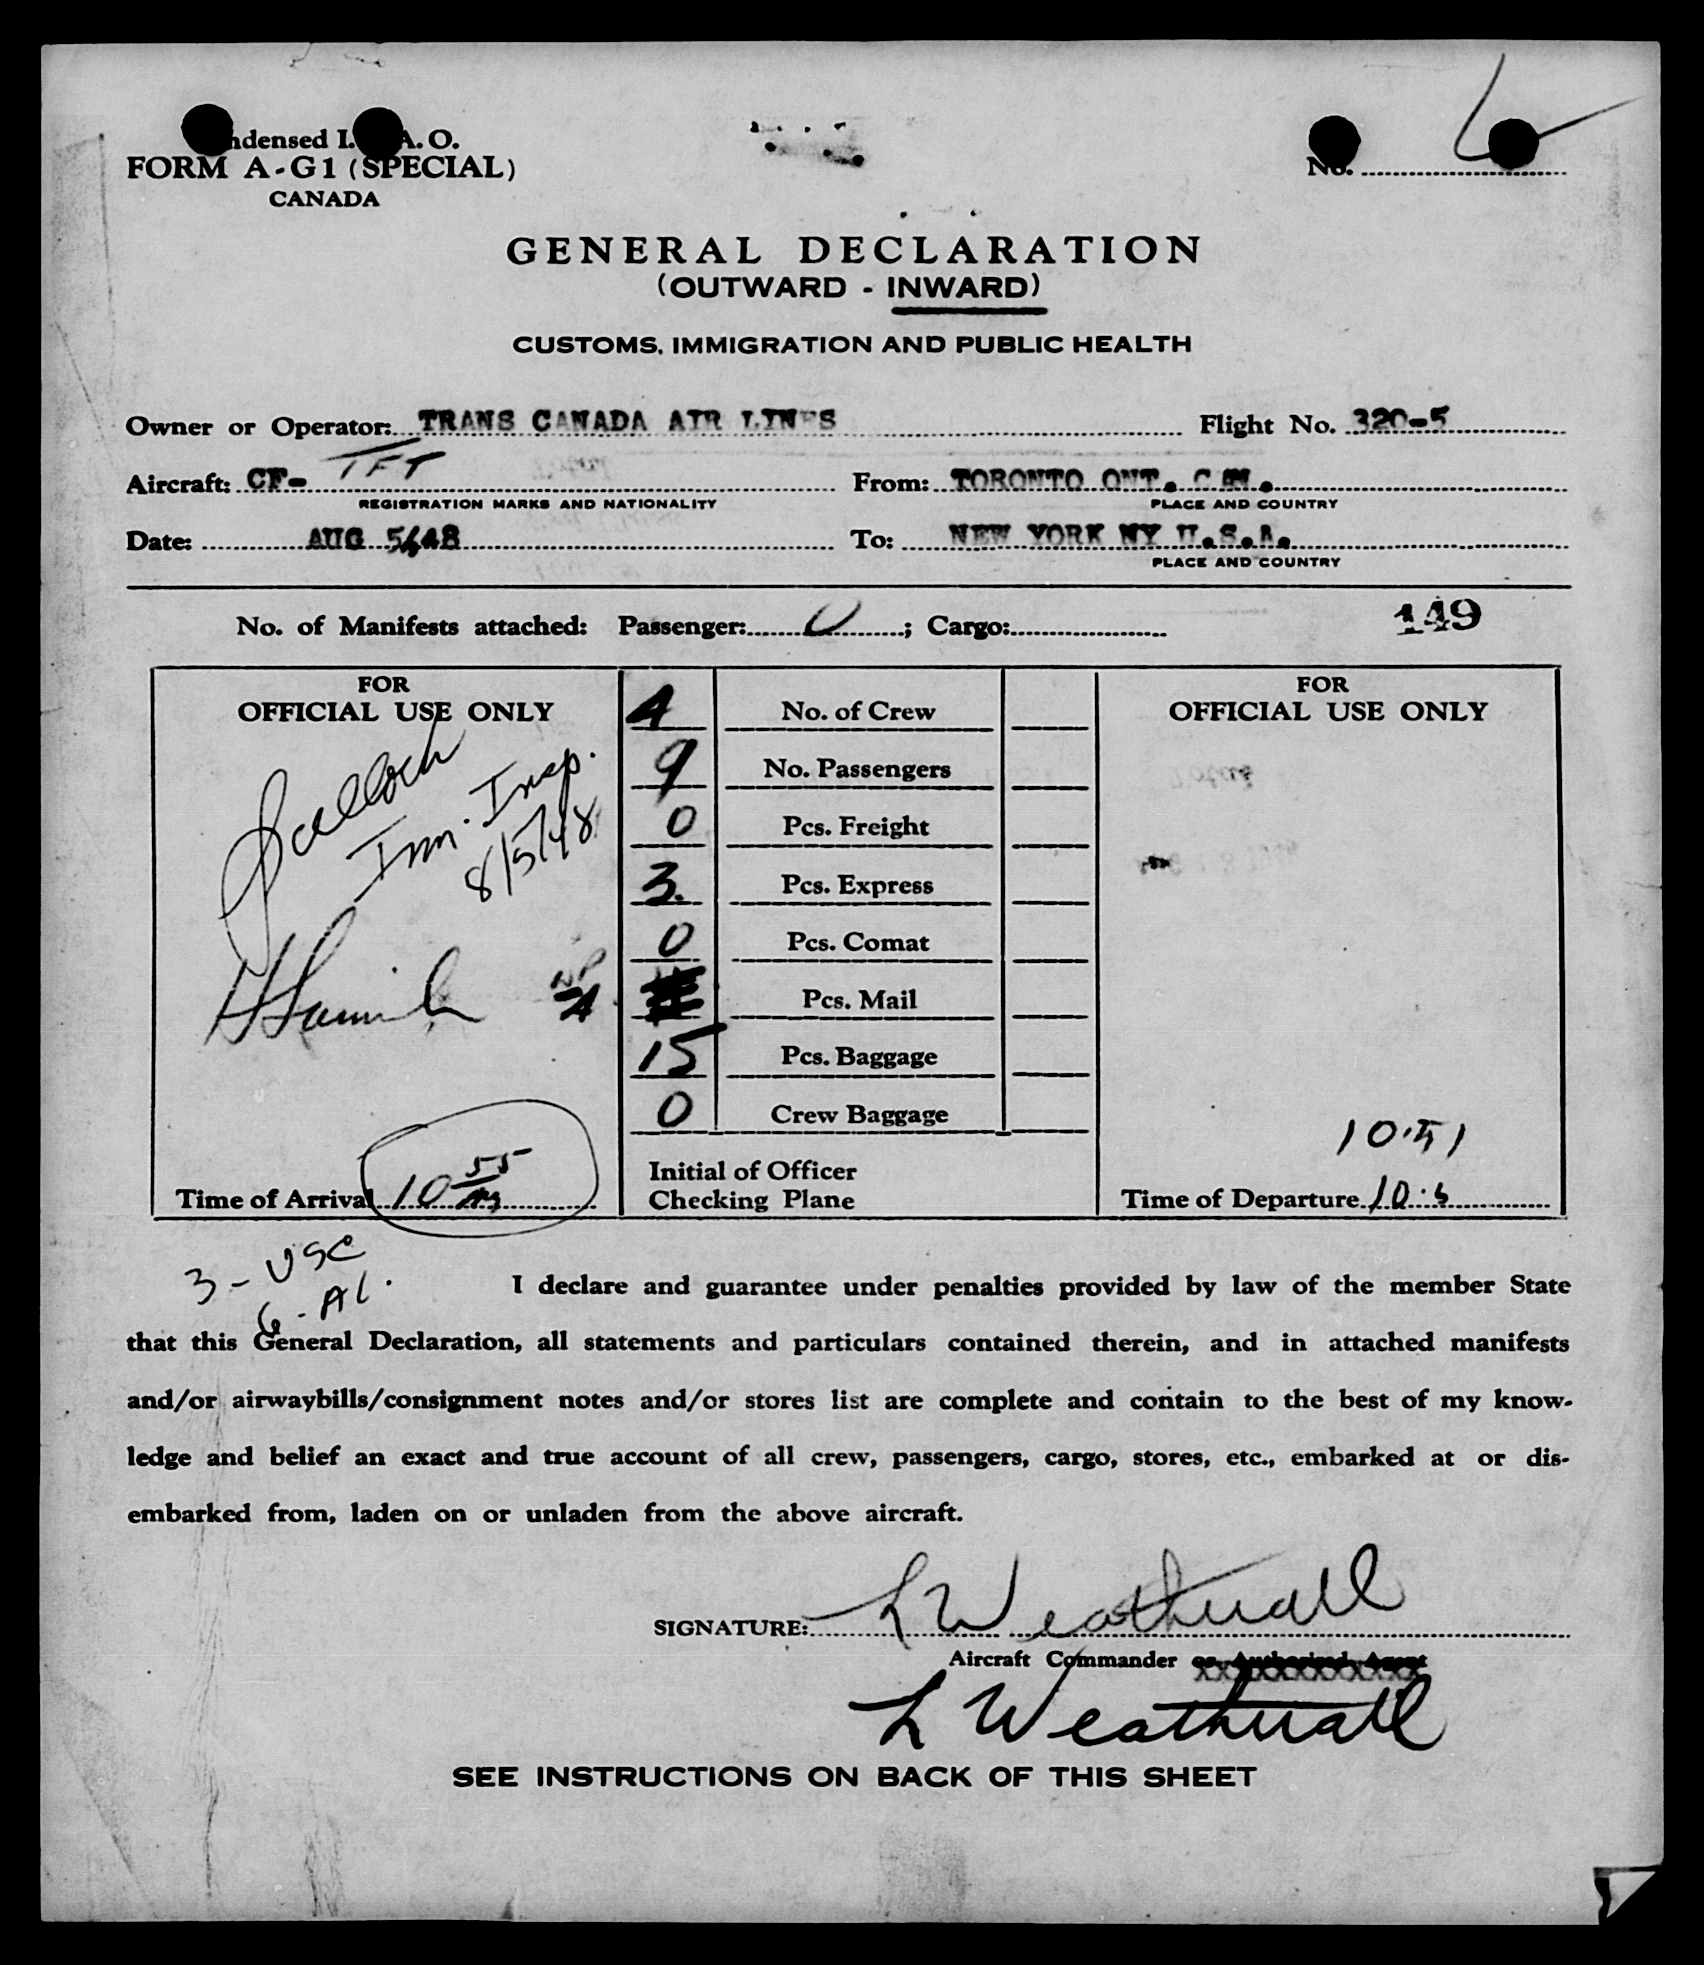 ndensed I. A. O.
FORM A-G1 (SPECIAL)
CANADA
No.
GENERAL DECLARATION
(OUTWARD - INWARD)
CUSTOMS, IMMIGRATION AND PUBLIC HEALTH
Owner or Operator: TRANS CANADA AIR LINES Flight No. 320-5
Aircraft: CF- TFT From: TORONTO ONT. C N.
REGISTRATION MARKS AND NATIONALITY PLACE AND COUNTRY
Date: AUG 5/48 To: NEW YORK NY U.S.A.
PLACE AND COUNTRY
No. of Manifests attached: Passenger: 0; Cargo: 149
FOR
OFFICIAL USE ONLY
Imm. Insp.
8/5/48
4 No. of Crew
9 No. Passengers
0 Pcs. Freight
3. Pcs. Express
0 Pcs. Comat
Pcs. Mail
15 Pcs. Baggage
0 Crew Baggage
Initial of Officer
Checking Plane
Time of Arrival 10 55
FOR
OFFICIAL USE ONLY
10:51
Time of Departure
3 - USC
6 - Al.
I declare and guarantee under penalties provided by law of the member State
that this General Declaration, all statements and particulars contained therein, and in attached manifests
and/or airwaybills/consignment notes and/or stores list are complete and contain to the best of my know-
ledge and belief an exact and true account of all crew, passengers, cargo, stores, etc., embarked at or dis-
embarked from, laden on or unladen from the above aircraft.
SIGNATURE: L Weatherall
Aircraft Commander or Authorized Agent
L Weatherall
SEE INSTRUCTIONS ON BACK OF THIS SHEET